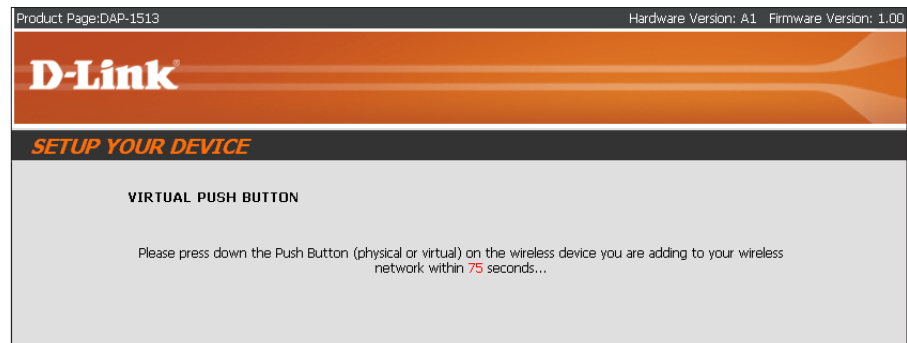 Product Page:DAP-1513 Hardware Version: A1 Firmware Version: 1.00
D-Link®
SETUP YOUR DEVICE
VIRTUAL PUSH BUTTON
Please press down the Push Button (physical or virtual) on the wireless device you are adding to your wireless
network within 75 seconds...